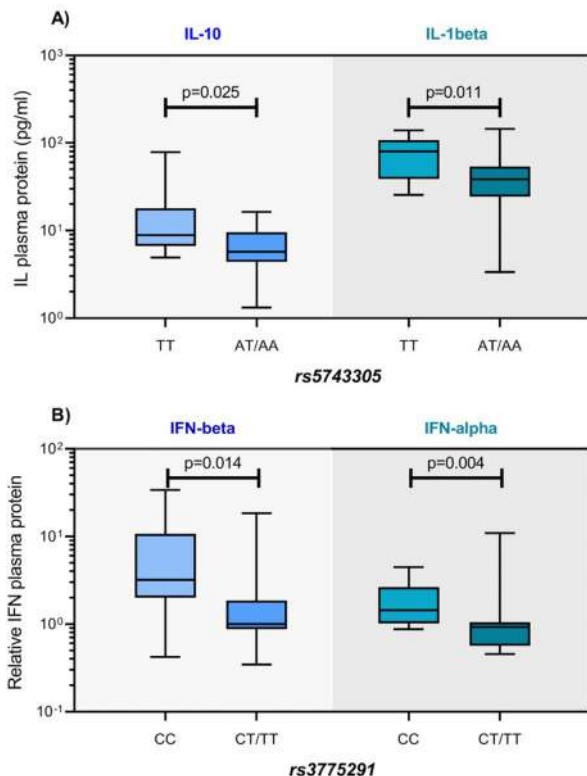 A)
IL-10 IL-1beta
IL plasma protein (pg/ml)
10³
10²
10¹
10⁰
p=0.025 p=0.011
TT AT/AA TT AT/AA
rs5743305
B)
IFN-beta IFN-alpha
Relative IFN plasma protein
10²
10¹
10⁰
10⁻¹
p=0.014 p=0.004
CC CT/TT CC CT/TT
rs3775291